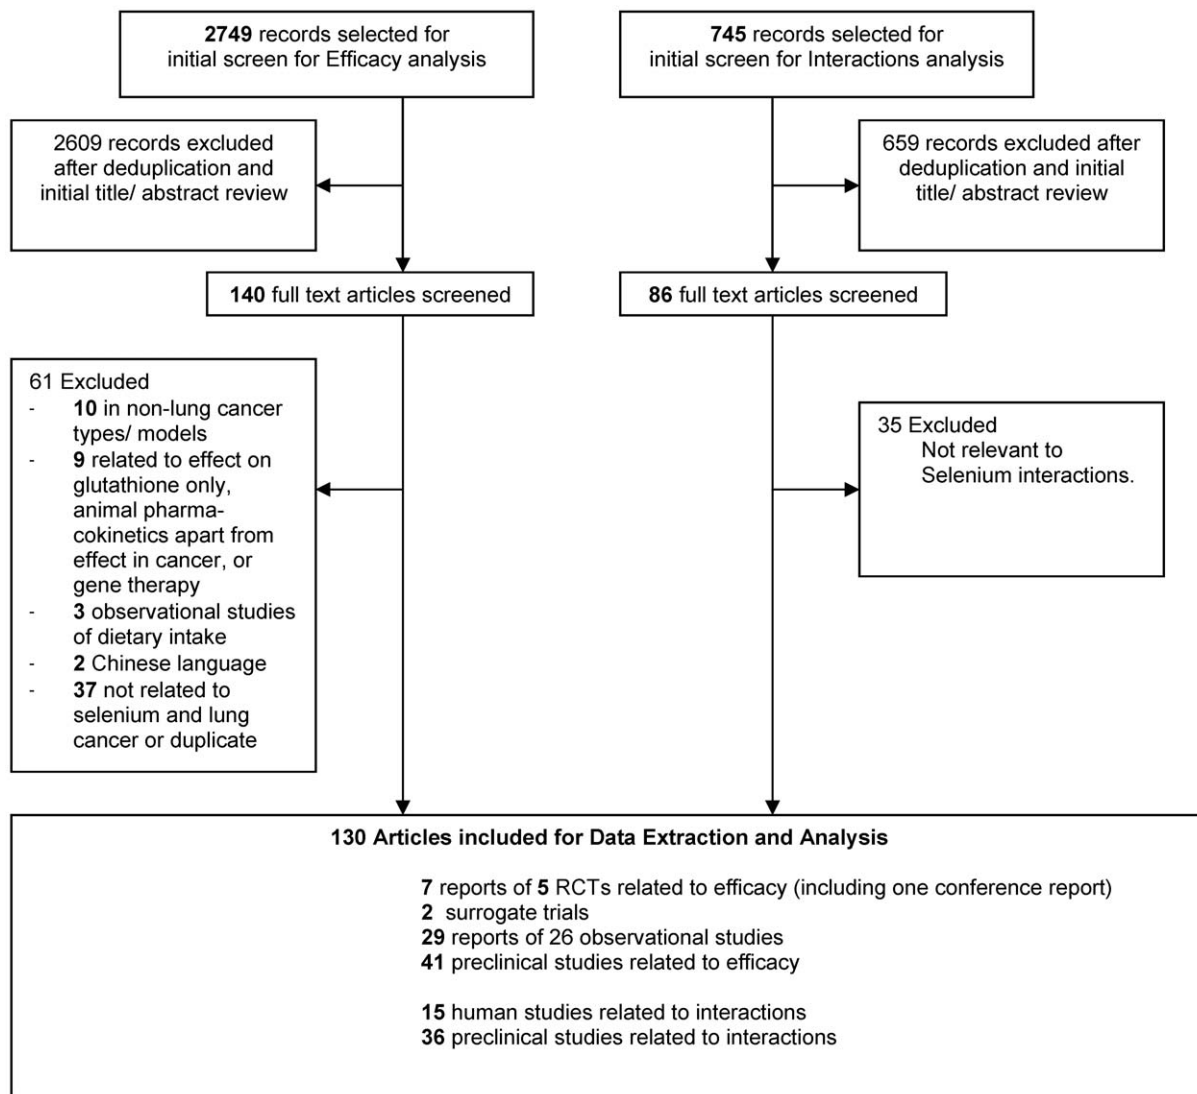 2749 records selected for
initial screen for Efficacy analysis
745 records selected for
initial screen for Interactions analysis
2609 records excluded
after deduplication and
initial title/ abstract review
659 records excluded after
deduplication and initial
title/ abstract review
140 full text articles screened
86 full text articles screened
61 Excluded
- 10 in non-lung cancer
types/ models
- 9 related to effect on
glutathione only,
animal pharma-
cokinetics apart from
effect in cancer, or
gene therapy
- 3 observational studies
of dietary intake
- 2 Chinese language
- 37 not related to
selenium and lung
cancer or duplicate
35 Excluded
Not relevant to
Selenium interactions.
130 Articles included for Data Extraction and Analysis
7 reports of 5 RCTs related to efficacy (including one conference report)
2 surrogate trials
29 reports of 26 observational studies
41 preclinical studies related to efficacy
15 human studies related to interactions
36 preclinical studies related to interactions